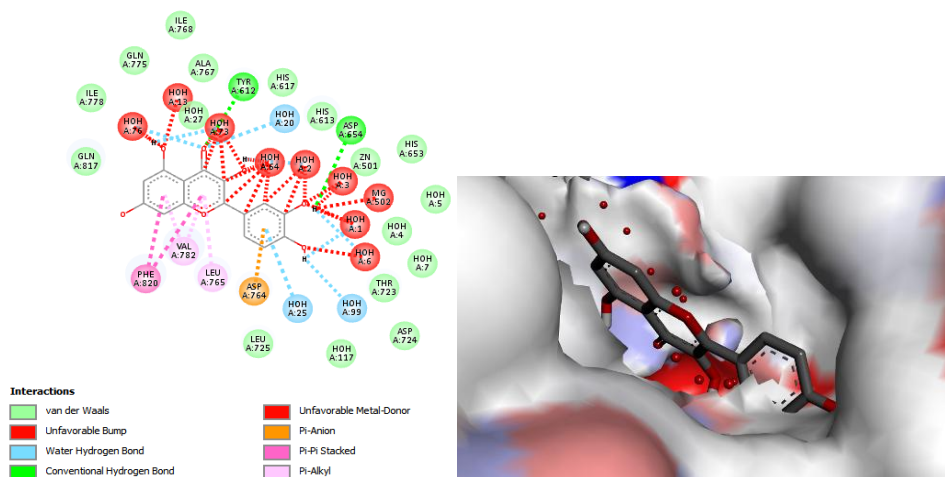 ILE
A:768
GLN
A:775
ALA
A:767
TYR
A:612
HIS
A:617
ILE
A:778
HOH
A:13
HOH
A:27
HOH
A:76
HOH
A:73
HOH
A:20
HIS
A:613
ASP
A:654
HIS
A:653
GLN
A:817
HOH
A:64
HOH
A:2
ZN
A:501
HOH
A:3
MG
A:502
HOH
A:5
HOH
A:1
HOH
A:4
HOH
A:6
HOH
A:7
VAL
A:782
PHE
A:820
LEU
A:765
ASP
A:764
THR
A:723
HOH
A:25
HOH
A:99
LEU
A:725
HOH
A:117
ASP
A:724
H
H
H
H
Interactions
van der Waals
Unfavorable Bump
Water Hydrogen Bond
Conventional Hydrogen Bond
Unfavorable Metal-Donor
Pi-Anion
Pi-Pi Stacked
Pi-Alkyl